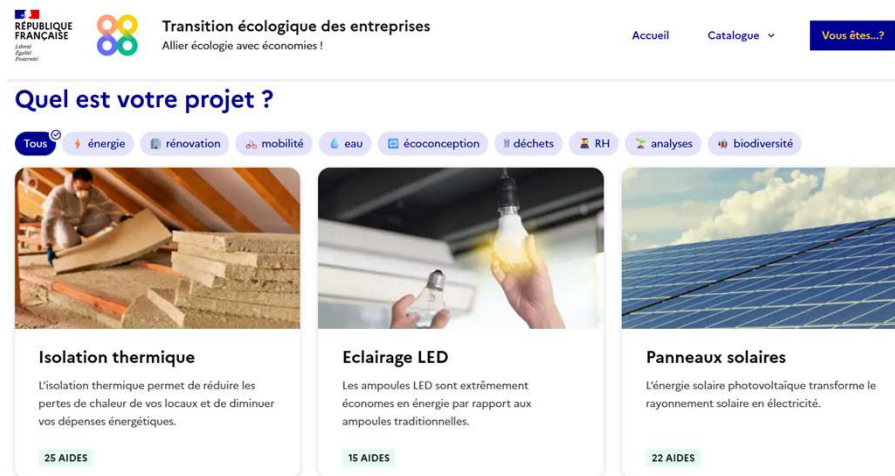 RÉPUBLIQUE
FRANÇAISE
Liberté
Égalité
Fraternité
Transition écologique des entreprises
Allier écologie avec économies !
Accueil
Catalogue
Vous êtes...?
Quel est votre projet ?
Tous
énergie
rénovation
mobilité
eau
écoconception
déchets
RH
analyses
biodiversité
Isolation thermique
L'isolation thermique permet de réduire les
pertes de chaleur de vos locaux et de diminuer
vos dépenses énergétiques.
25 AIDES
Eclairage LED
Les ampoules LED sont extrêmement
économes en énergie par rapport aux
ampoules traditionnelles.
15 AIDES
Panneaux solaires
L'énergie solaire photovoltaïque transforme le
rayonnement solaire en électricité.
22 AIDES